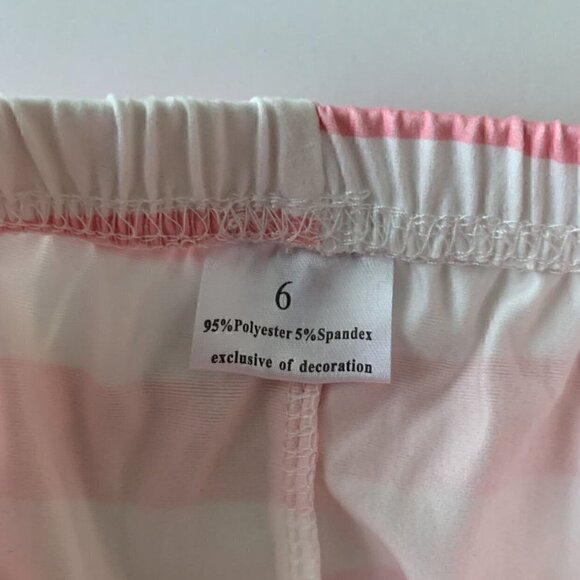 6
95%Polyester 5%Spandex
exclusive of decoration